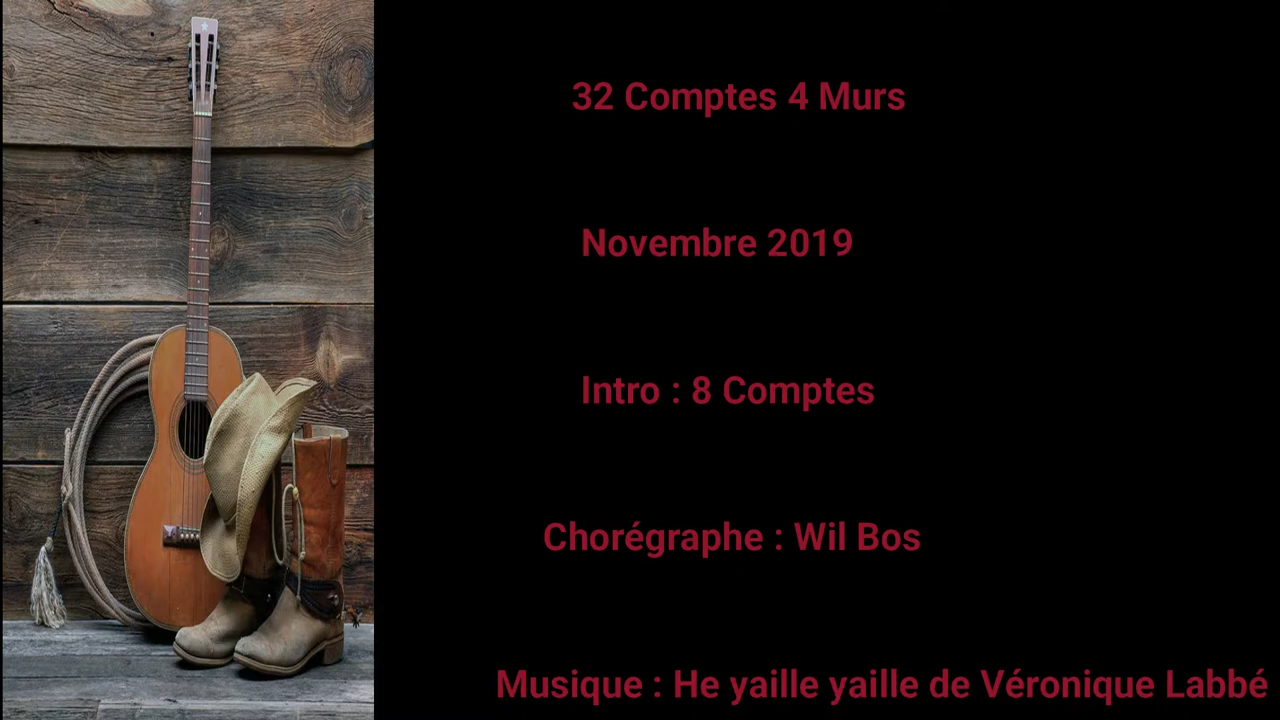 32 Comptes 4 Murs
Novembre 2019
Intro : 8 Comptes
Chorégraphe : Wil Bos
Musique : He yaille yaille de Véronique Labbé